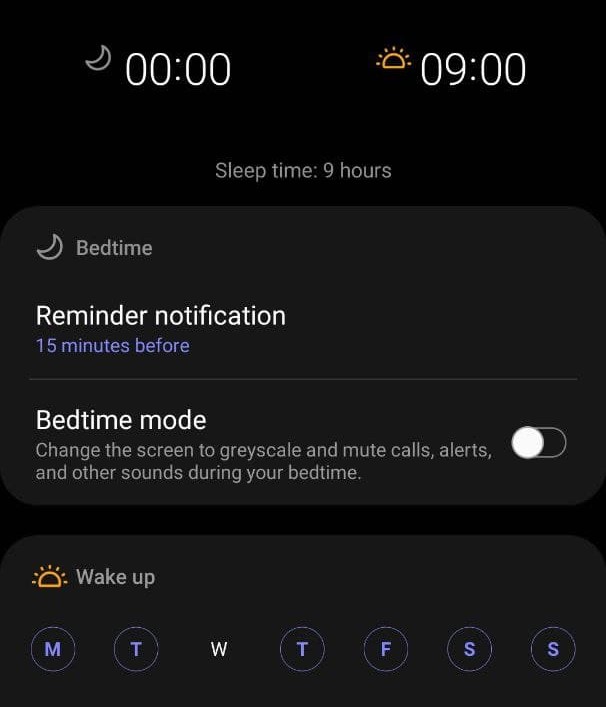 00:00 09:00
Sleep time: 9 hours
Bedtime
Reminder notification
15 minutes before
Bedtime mode
Change the screen to greyscale and mute calls, alerts,
and other sounds during your bedtime.
Wake up
M T W T F S S